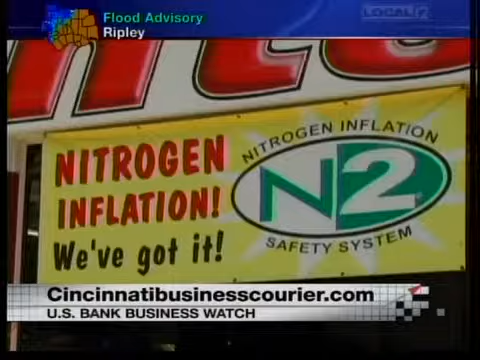 Flood Advisory
Ripley
LOCAL
NITROGEN
INFLATION!
We've got it!
NITROGEN INFLATION
N2
SAFETY SYSTEM
Cincinnatibusinesscourier.com
U.S. BANK BUSINESS WATCH